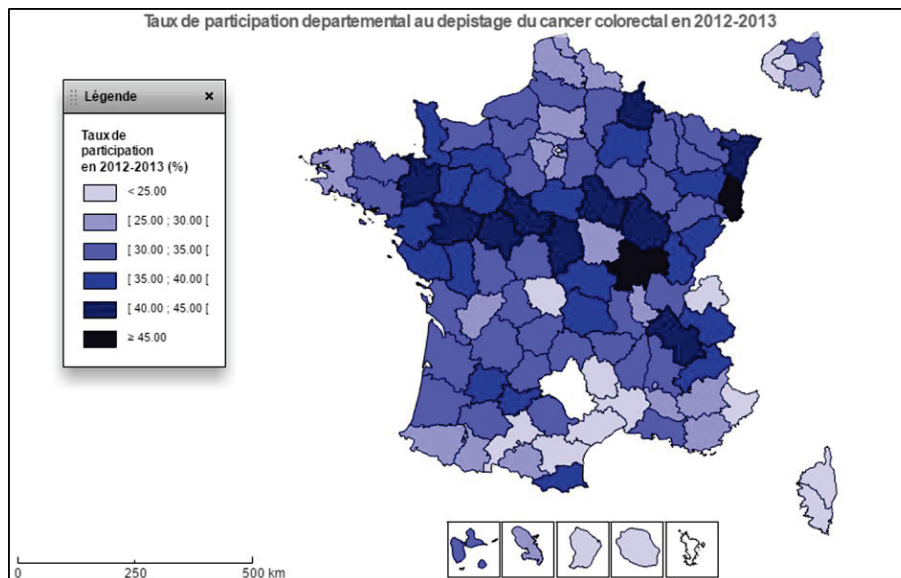 Taux de participation departemental au depistage du cancer colorectal en 2012-2013
Légende ×
Taux de
participation
en 2012-2013 (%)
< 25.00
[ 25.00 ; 30.00 [
[ 30.00 ; 35.00 [
[ 35.00 ; 40.00 [
[ 40.00 ; 45.00 [
≥ 45.00
0 250 500 km